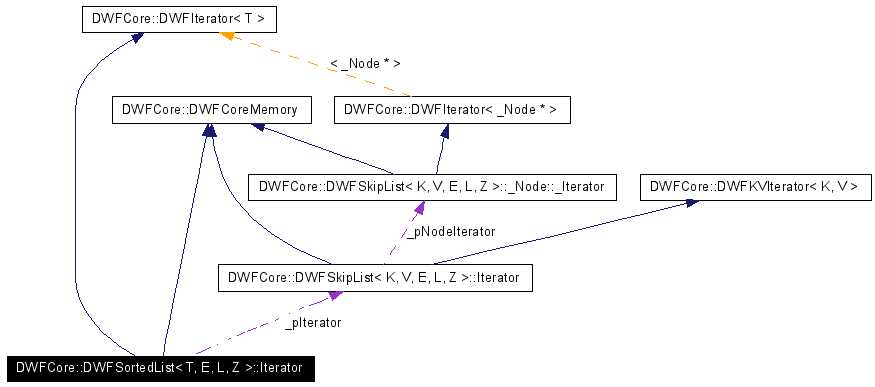 DWFCore::DWFIterator< T >
< _Node * >
DWFCore::DWFCoreMemory
DWFCore::DWFIterator< _Node * >
DWFCore::DWFSkipList< K, V, E, L, Z >::_Node::_Iterator
DWFCore::DWFKVIterator< K, V >
_pNodeIterator
DWFCore::DWFSkipList< K, V, E, L, Z >::Iterator
_pIterator
DWFCore::DWFSortedList< T, E, L, Z >::Iterator